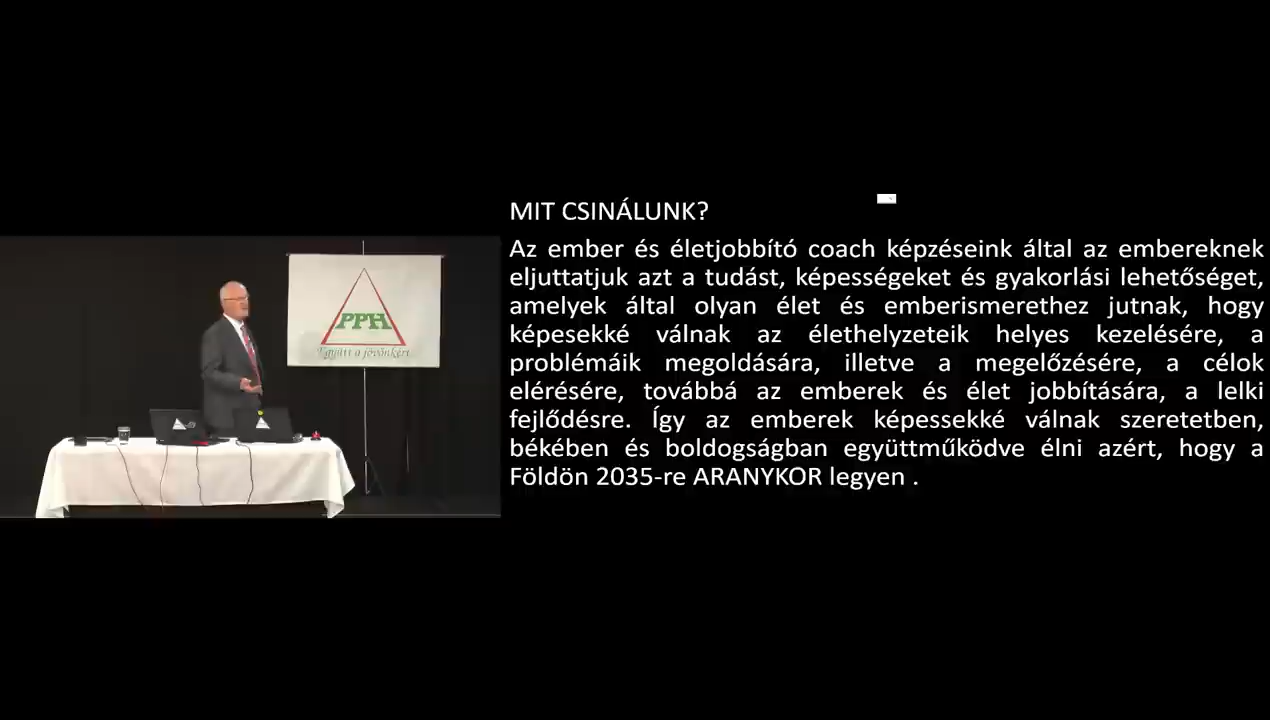 MIT CSINÁLUNK?
Az ember és életjobbító coach képzéseink által az embereknek
eljuttatjuk azt a tudást, képességeket és gyakorlási lehetőséget,
amelyek által olyan élet és emberismerethez jutnak, hogy
képesekké válnak az élethelyzeteik helyes kezelésére, a
problémáik megoldására, illetve a megelőzésére, a célok
elérésére, továbbá az emberek és élet jobbítására, a lelki
fejlődésre. Így az emberek képessekké válnak szeretetben,
békében és boldogságban együttműködve élni azért, hogy a
Földön 2035-re ARANYKOR legyen .
PPH
Együtt a jövőnkért